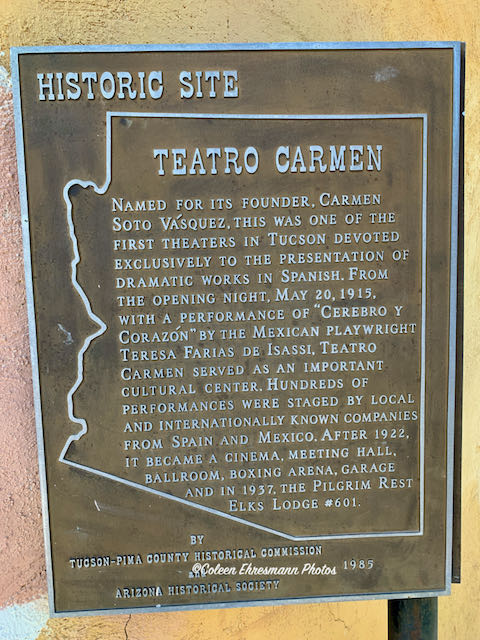 HISTORIC SITE
TEATRO CARMEN
NAMED FOR ITS FOUNDER, CARMEN
SOTO VÁSQUEZ, THIS WAS ONE OF THE
FIRST THEATERS IN TUCSON DEVOTED
EXCLUSIVELY TO THE PRESENTATION OF
DRAMATIC WORKS IN SPANISH. FROM
THE OPENING NIGHT, MAY 20, 1915,
WITH A PERFORMANCE OF "CEREBRO Y
CORAZÓN" BY THE MEXICAN PLAYWRIGHT
TERESA FARIAS DE ISASSI, TEATRO
CARMEN SERVED AS AN IMPORTANT
CULTURAL CENTER. HUNDREDS OF
PERFORMANCES WERE STAGED BY LOCAL
AND INTERNATIONALLY KNOWN COMPANIES
FROM SPAIN AND MEXICO. AFTER 1922,
IT BECAME A CINEMA, MEETING HALL,
BALLROOM, BOXING ARENA, GARAGE
AND IN 1937, THE PILGRIM REST
ELKS LODGE #601.
BY
TUCSON-PIMA COUNTY HISTORICAL COMMISSION
AND 1985
©Coleen Ehresmann Photos
ARIZONA HISTORICAL SOCIETY